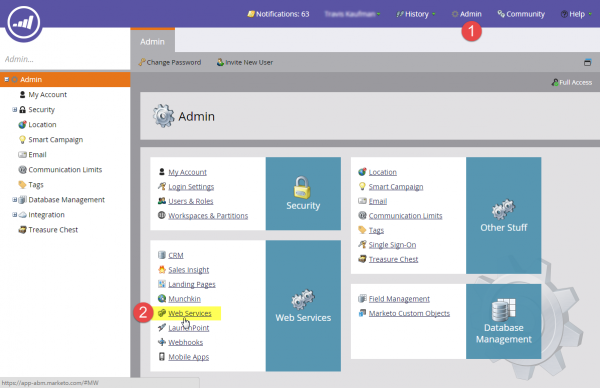 Notifications: 63
History
Admin
Community
Help
1
Admin...
Admin
My Account
Security
Location
Smart Campaign
Email
Communication Limits
Tags
Database Management
Integration
Treasure Chest
Admin
Change Password
Invite New User
Full Access
Admin
My Account
Login Settings
Users & Roles
Workspaces & Partitions
Security
Location
Smart Campaign
Email
Communication Limits
Tags
Single Sign-On
Treasure Chest
Other Stuff
CRM
Sales Insight
Landing Pages
Munchkin
2
Web Services
LaunchPoint
Webhooks
Mobile Apps
Web Services
Field Management
Marketo Custom Objects
Database
Management
https://app-abm.marketo.com/#MW